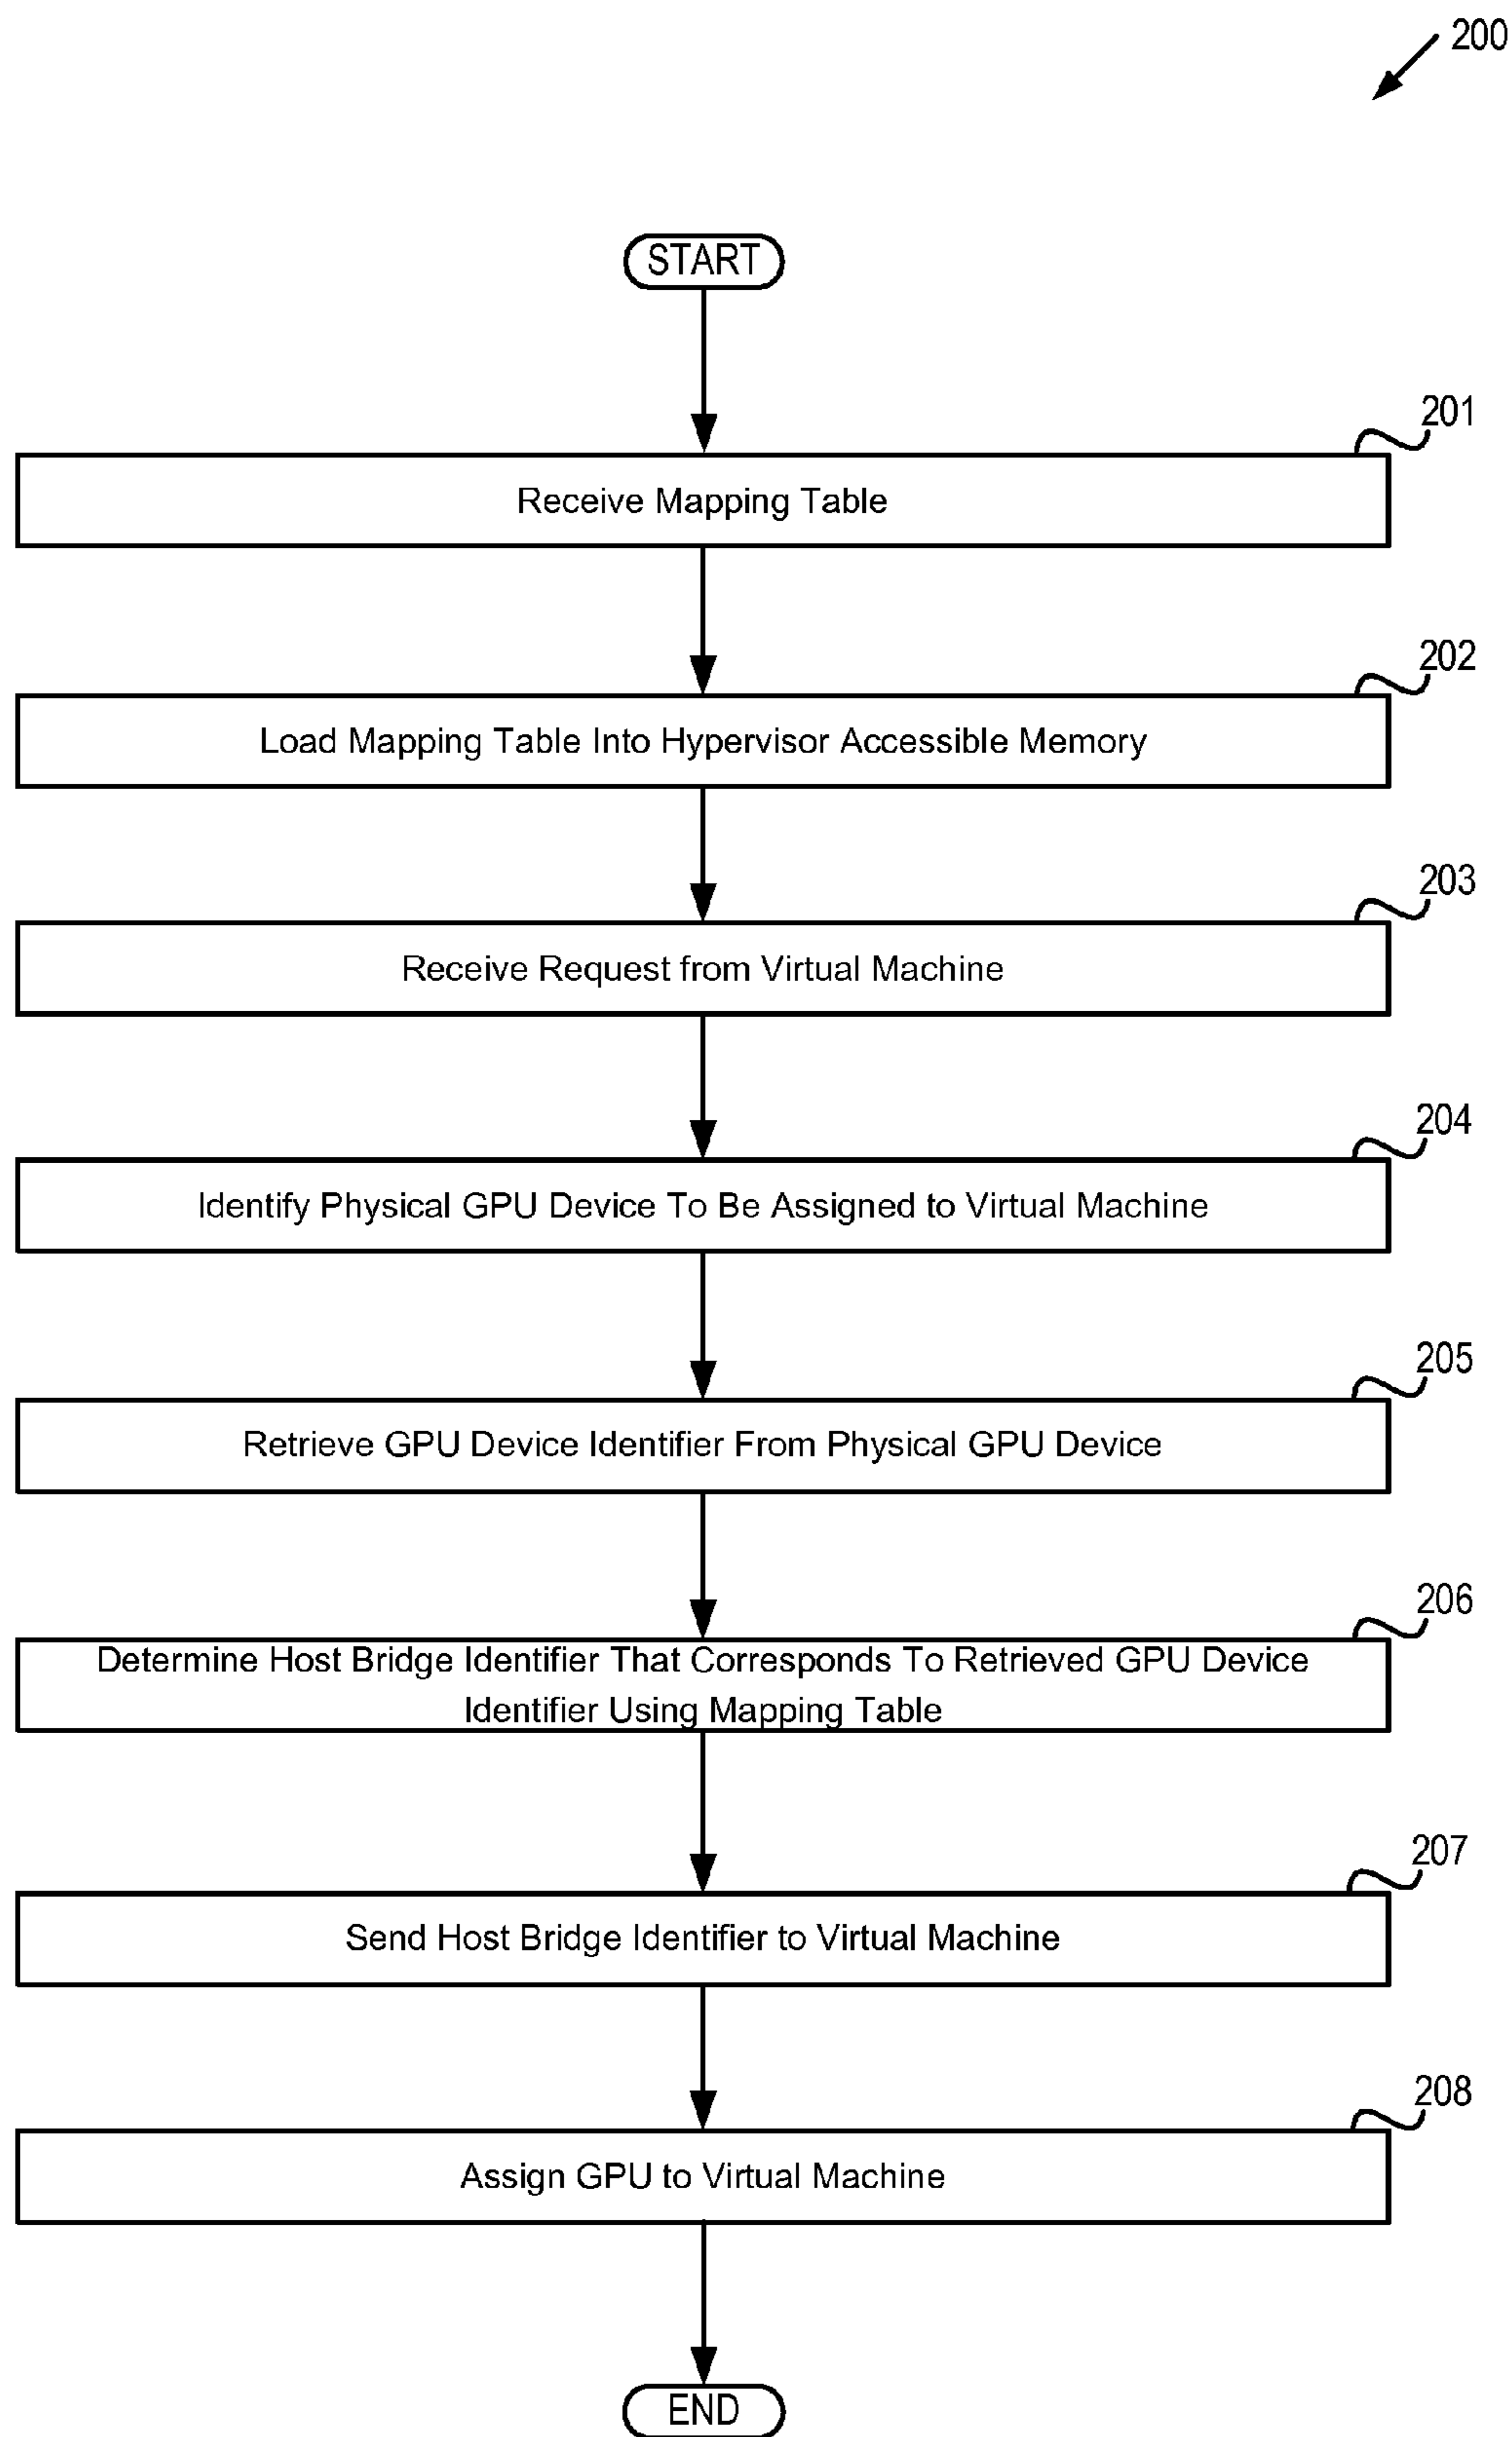 200
START
201
Receive Mapping Table
202
Load Mapping Table Into Hypervisor Accessible Memory
203
Receive Request from Virtual Machine
204
Identify Physical GPU Device To Be Assigned to Virtual Machine
205
Retrieve GPU Device Identifier From Physical GPU Device
206
Determine Host Bridge Identifier That Corresponds To Retrieved GPU Device
Identifier Using Mapping Table
207
Send Host Bridge Identifier to Virtual Machine
208
Assign GPU to Virtual Machine
END